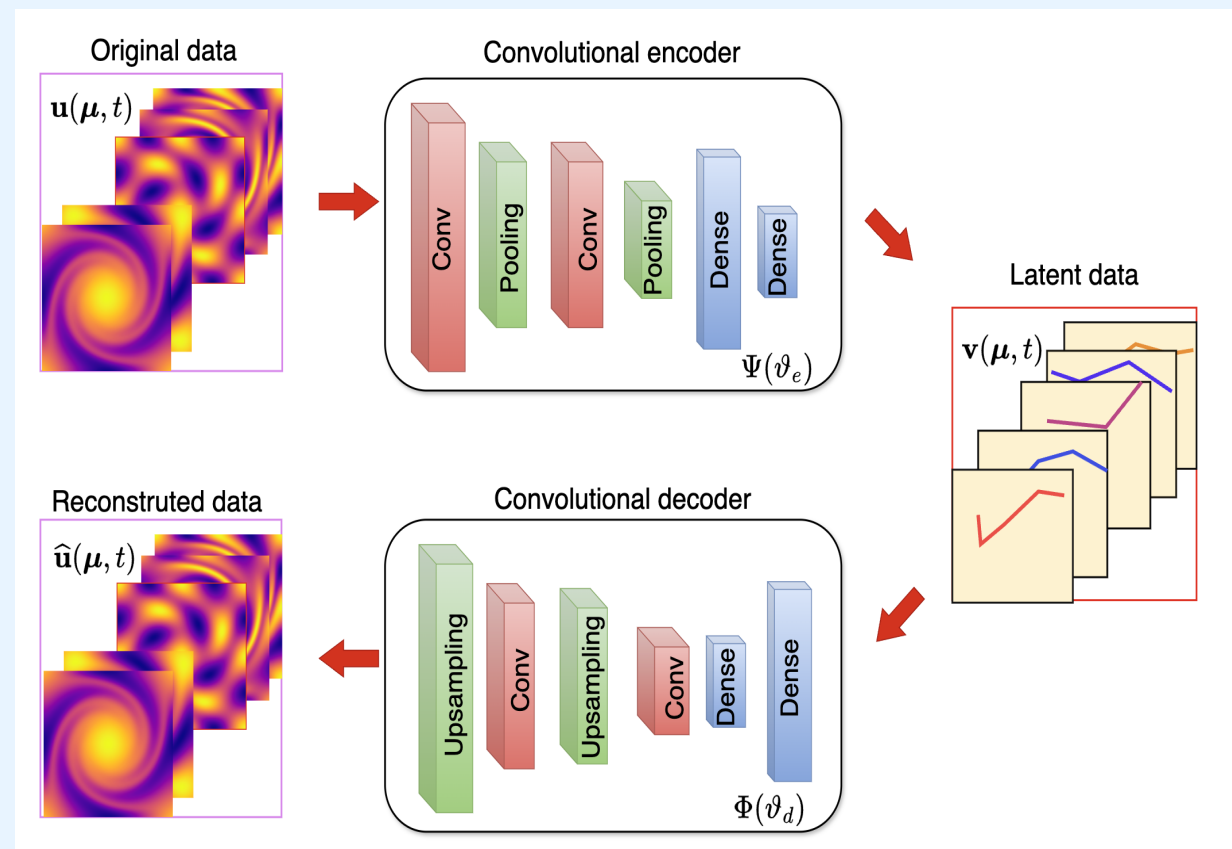 Original data
u(μ, t)
Convolutional encoder
Conv
Pooling
Conv
Pooling
Dense
Dense
Ψ(ϑₑ)
Latent data
v(μ, t)
Reconstruted data
û(μ, t)
Convolutional decoder
Upsampling
Conv
Upsampling
Conv
Dense
Dense
Φ(ϑ_d)